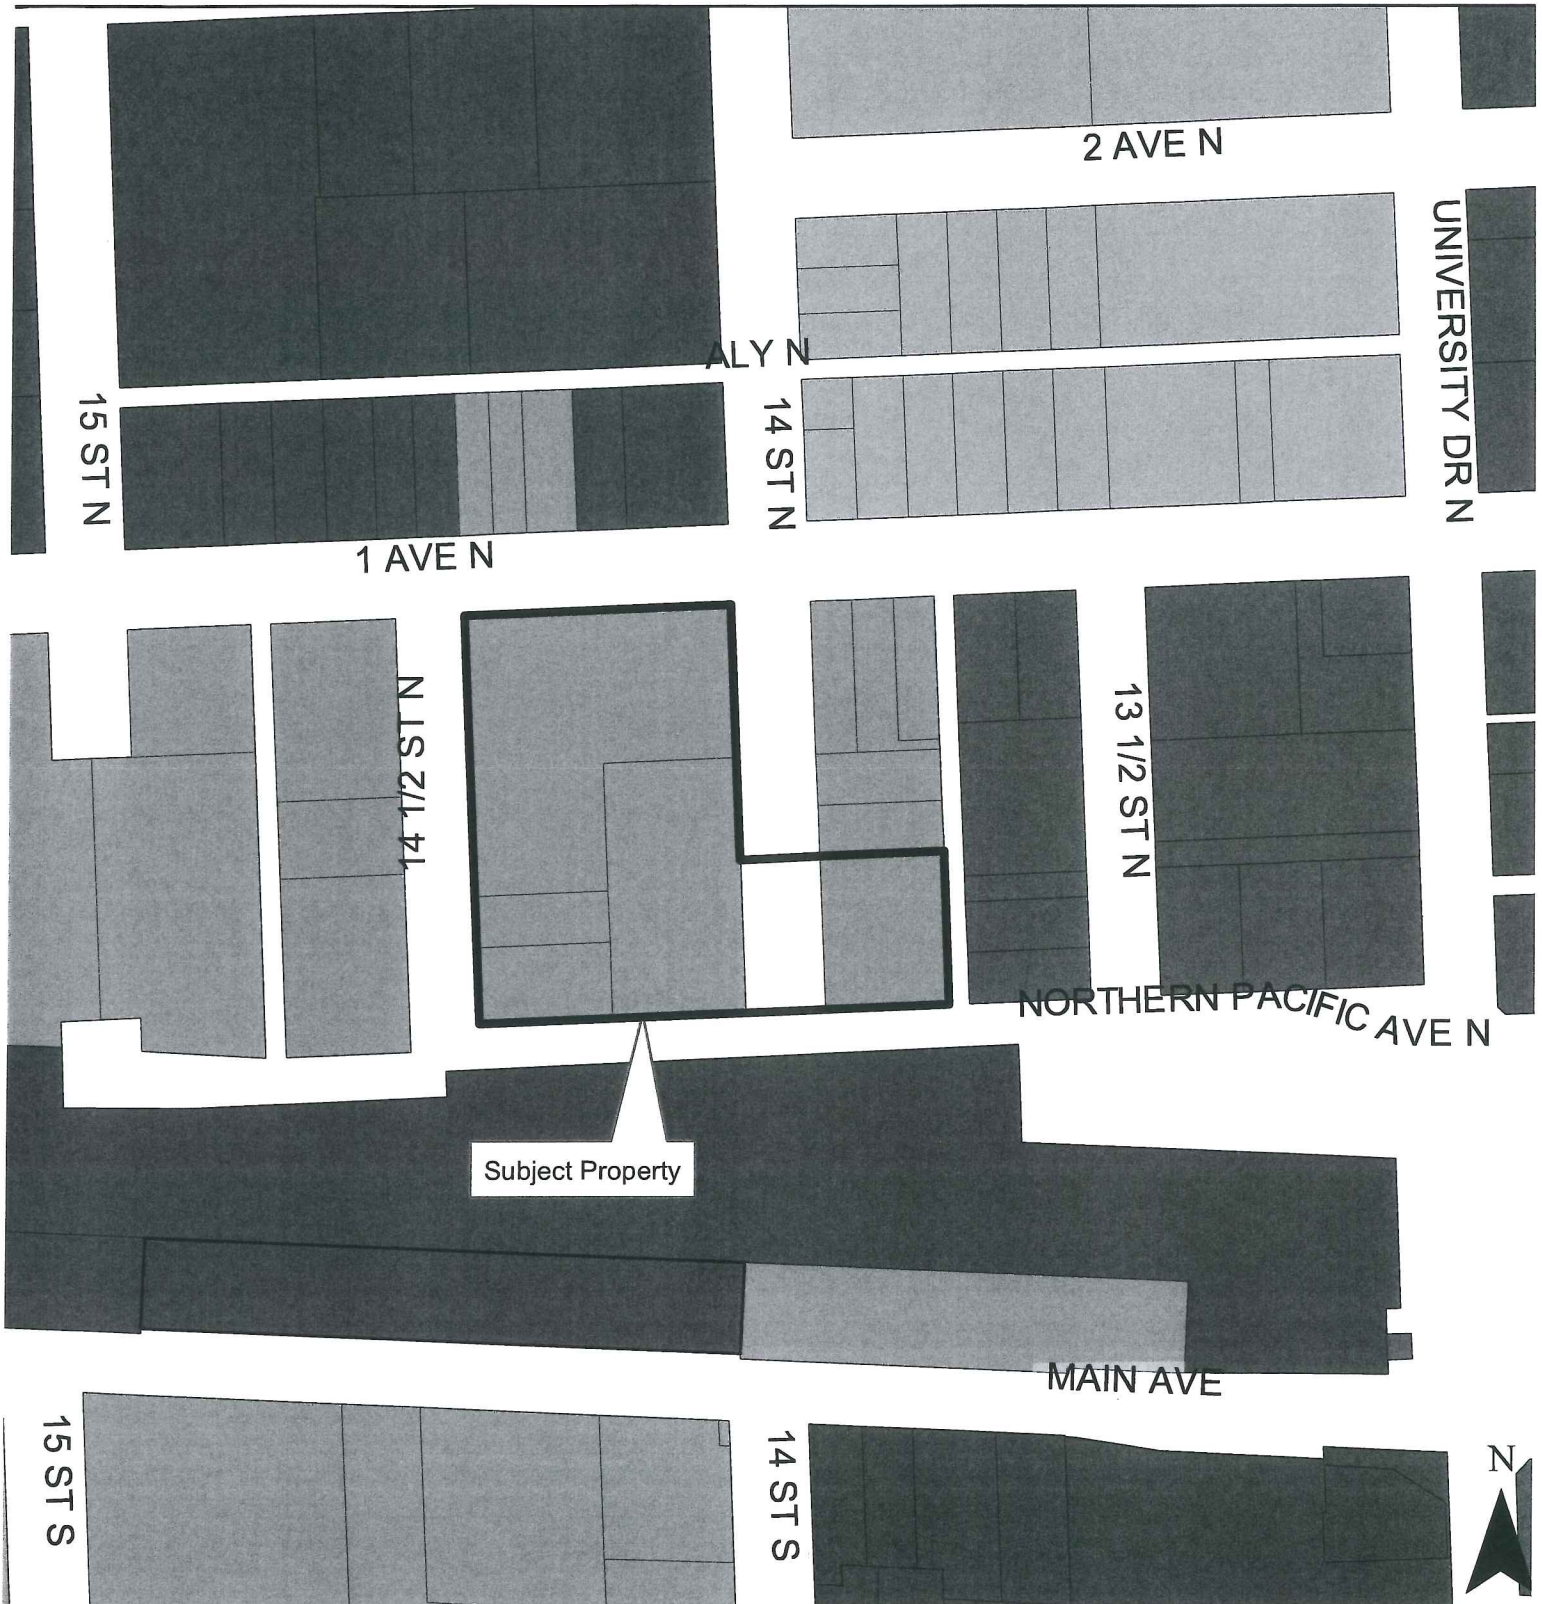 2 AVE N
UNIVERSITY DR N
ALY N
15 ST N
14 ST N
1 AVE N
14 1/2 ST N
13 1/2 ST N
NORTHERN PACIFIC AVE N
Subject Property
MAIN AVE
15 ST S
14 ST S
N